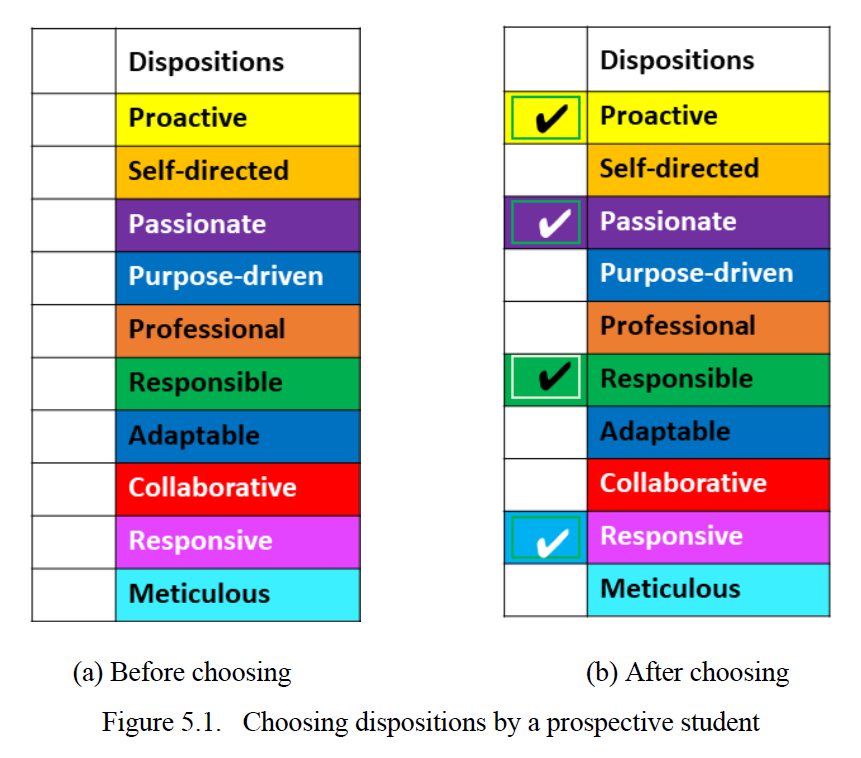 Dispositions
Proactive
Self-directed
Passionate
Purpose-driven
Professional
Responsible
Adaptable
Collaborative
Responsive
Meticulous
Dispositions
✔ Proactive
Self-directed
✔ Passionate
Purpose-driven
Professional
✔ Responsible
Adaptable
Collaborative
✔ Responsive
Meticulous
(a) Before choosing
(b) After choosing
Figure 5.1. Choosing dispositions by a prospective student